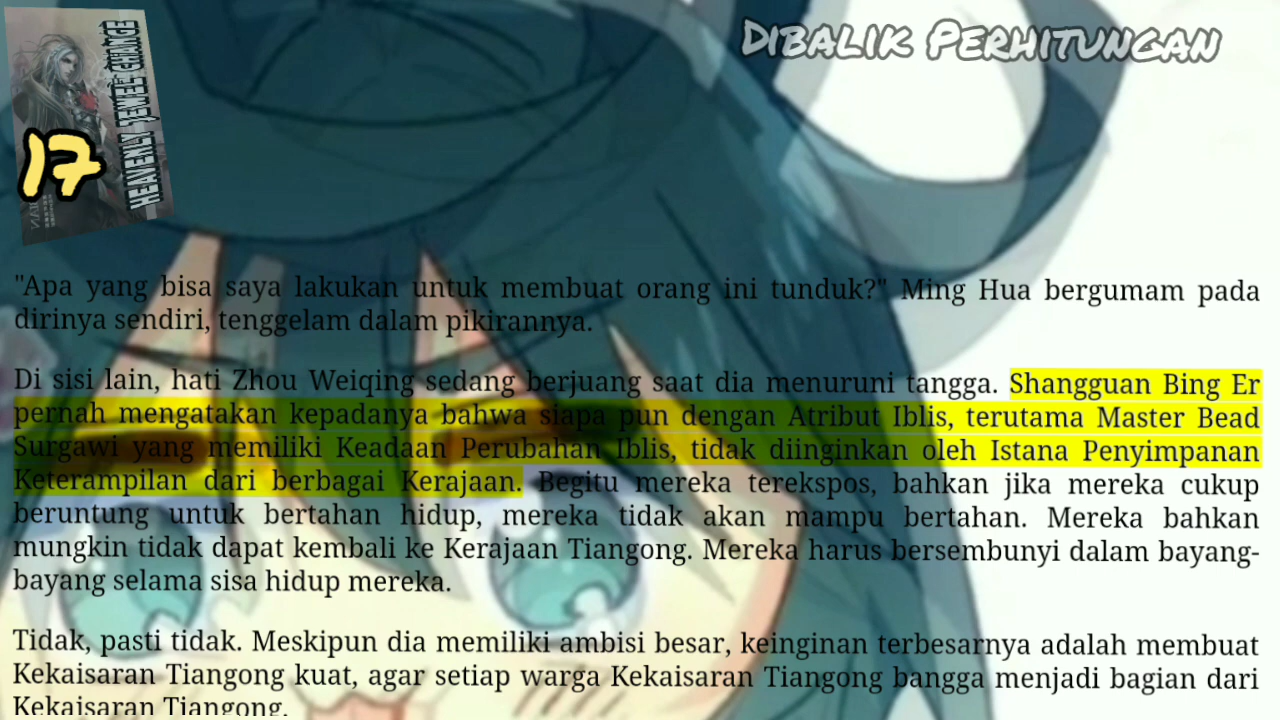 Dibalik Perhitungan
HEAVENLY JEWEL CHANGE
17
"Apa yang bisa saya lakukan untuk membuat orang ini tunduk?" Ming Hua bergumam pada
dirinya sendiri, tenggelam dalam pikirannya.
Di sisi lain, hati Zhou Weiqing sedang berjuang saat dia menuruni tangga. Shangguan Bing Er
pernah mengatakan kepadanya bahwa siapa pun dengan Atribut Iblis, terutama Master Bead
Surgawi yang memiliki Keadaan Perubahan Iblis, tidak diinginkan oleh Istana Penyimpanan
Keterampilan dari berbagai Kerajaan. Begitu mereka terekspos, bahkan jika mereka cukup
beruntung untuk bertahan hidup, mereka tidak akan mampu bertahan. Mereka bahkan
mungkin tidak dapat kembali ke Kerajaan Tiangong. Mereka harus bersembunyi dalam bayang-
bayang selama sisa hidup mereka.
Tidak, pasti tidak. Meskipun dia memiliki ambisi besar, keinginan terbesarnya adalah membuat
Kekaisaran Tiangong kuat, agar setiap warga Kekaisaran Tiangong bangga menjadi bagian dari
Kekaisaran Tiangong.